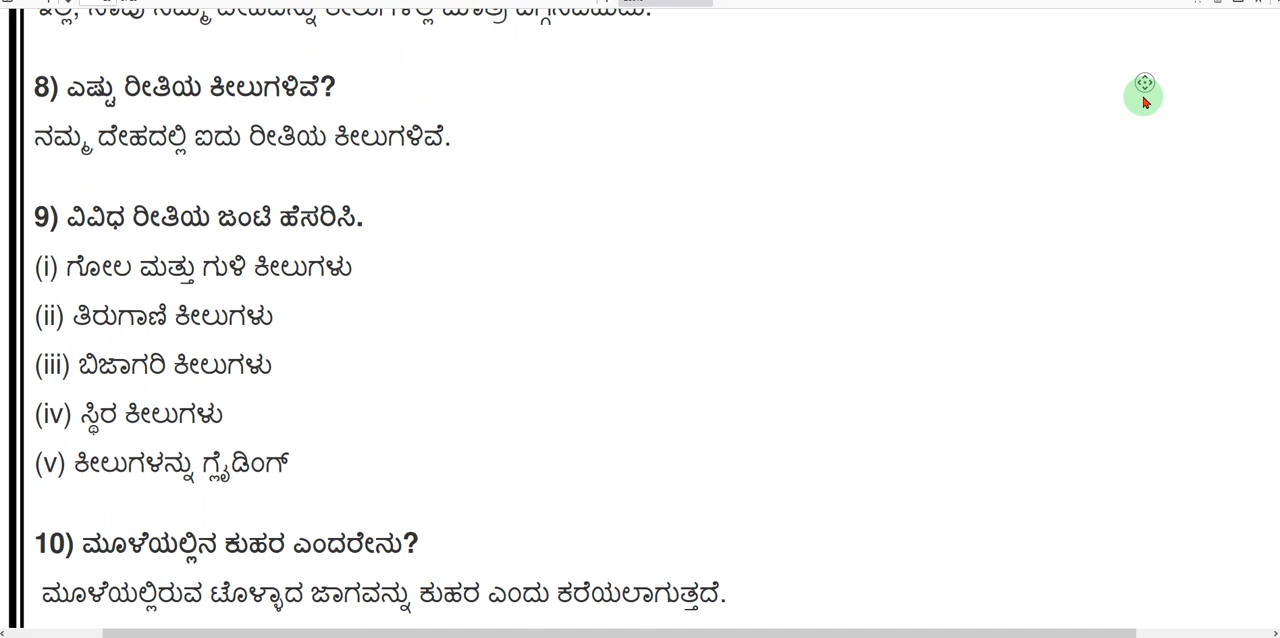 8) ಎಷ್ಟು ರೀತಿಯ ಕೀಲುಗಳಿವೆ?
ನಮ್ಮ ದೇಹದಲ್ಲಿ ಐದು ರೀತಿಯ ಕೀಲುಗಳಿವೆ.
9) ವಿವಿಧ ರೀತಿಯ ಜಂಟಿ ಹೆಸರಿಸಿ.
(i) ಗೋಲ ಮತ್ತು ಗುಳಿ ಕೀಲುಗಳು
(ii) ತಿರುಗಾಣಿ ಕೀಲುಗಳು
(iii) ಬಿಜಾಗರಿ ಕೀಲುಗಳು
(iv) ಸ್ಥಿರ ಕೀಲುಗಳು
(v) ಕೀಲುಗಳನ್ನು ಗ್ಲೈಡಿಂಗ್
10) ಮೂಳೆಯಲ್ಲಿನ ಕುಹರ ಎಂದರೇನು?
ಮೂಳೆಯಲ್ಲಿರುವ ಟೊಳ್ಳಾದ ಜಾಗವನ್ನು ಕುಹರ ಎಂದು ಕರೆಯಲಾಗುತ್ತದೆ.